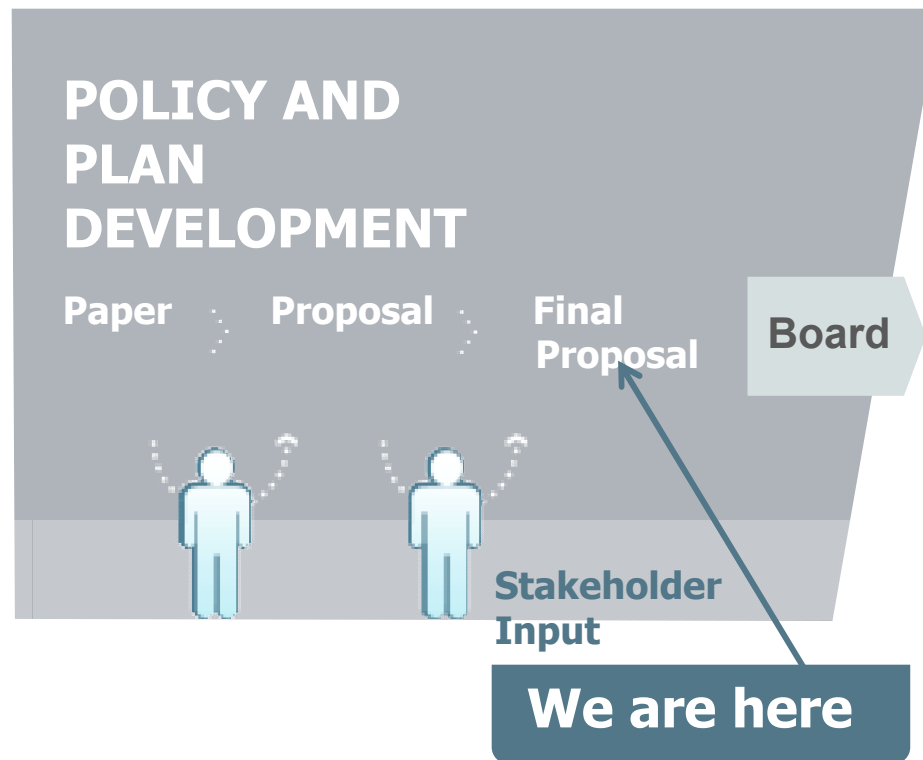 POLICY AND
PLAN
DEVELOPMENT
Paper
Proposal
Final
Proposal
Board
Stakeholder
Input
We are here